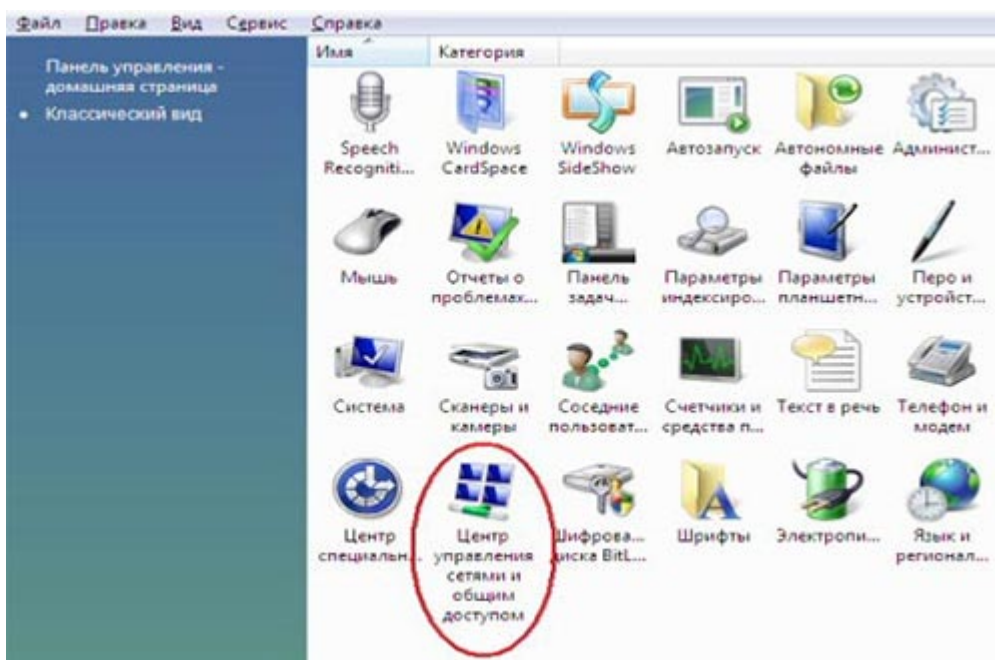 Файл Правка Вид Сервис Справка
Панель управления -
домашняя страница
Классический вид
Имя Категория
Speech
Recogniti...
Windows
CardSpace
Windows
SideShow
Автозапуск
Автономные
файлы
Админист...
Мышь
Отчеты о
проблемах...
Панель
задач...
Параметры
индексиро...
Параметры
планшетн...
Перо и
устройст...
Система
Сканеры и
камеры
Соседние
пользоват...
Счетчики и
средства п...
Текст в речь
Телефон и
модем
Центр
специальн...
Центр
управления
сетями и
общим
доступом
Шифрова...
диска BitL...
Шрифты
Электропи...
Язык и
регионал...